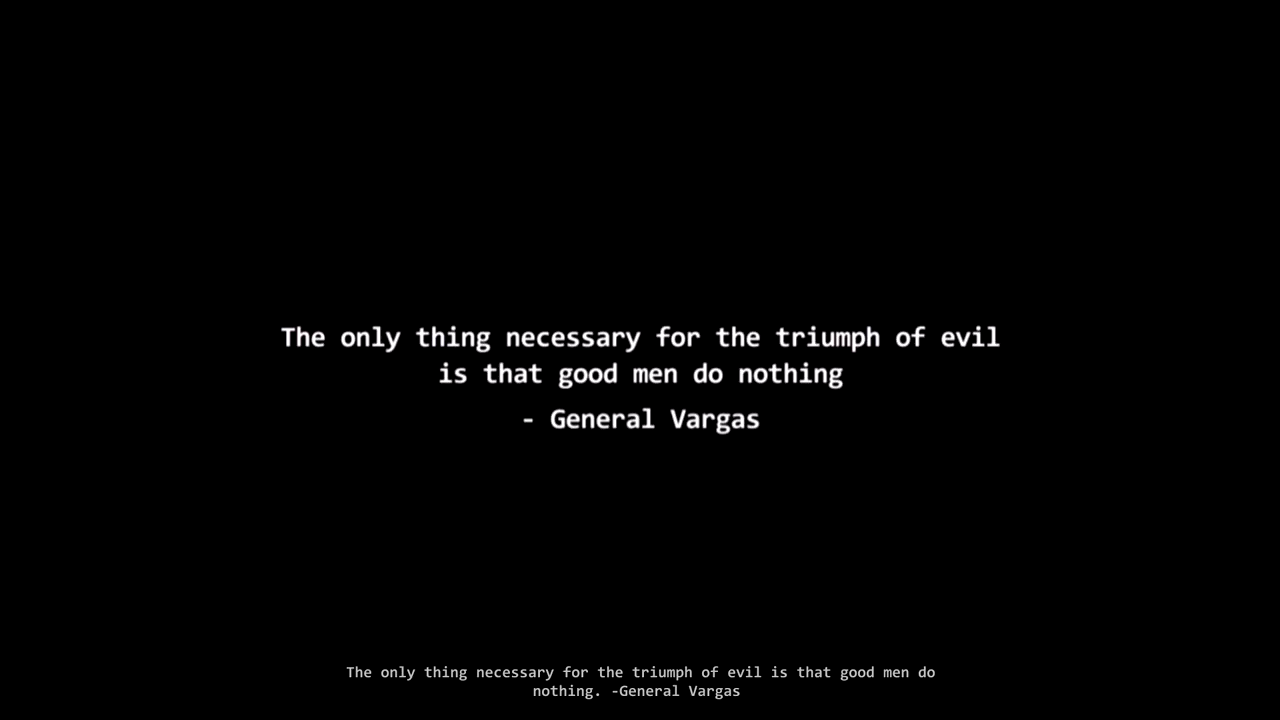 The only thing necessary for the triumph of evil
is that good men do nothing
- General Vargas
The only thing necessary for the triumph of evil is that good men do
nothing. -General Vargas